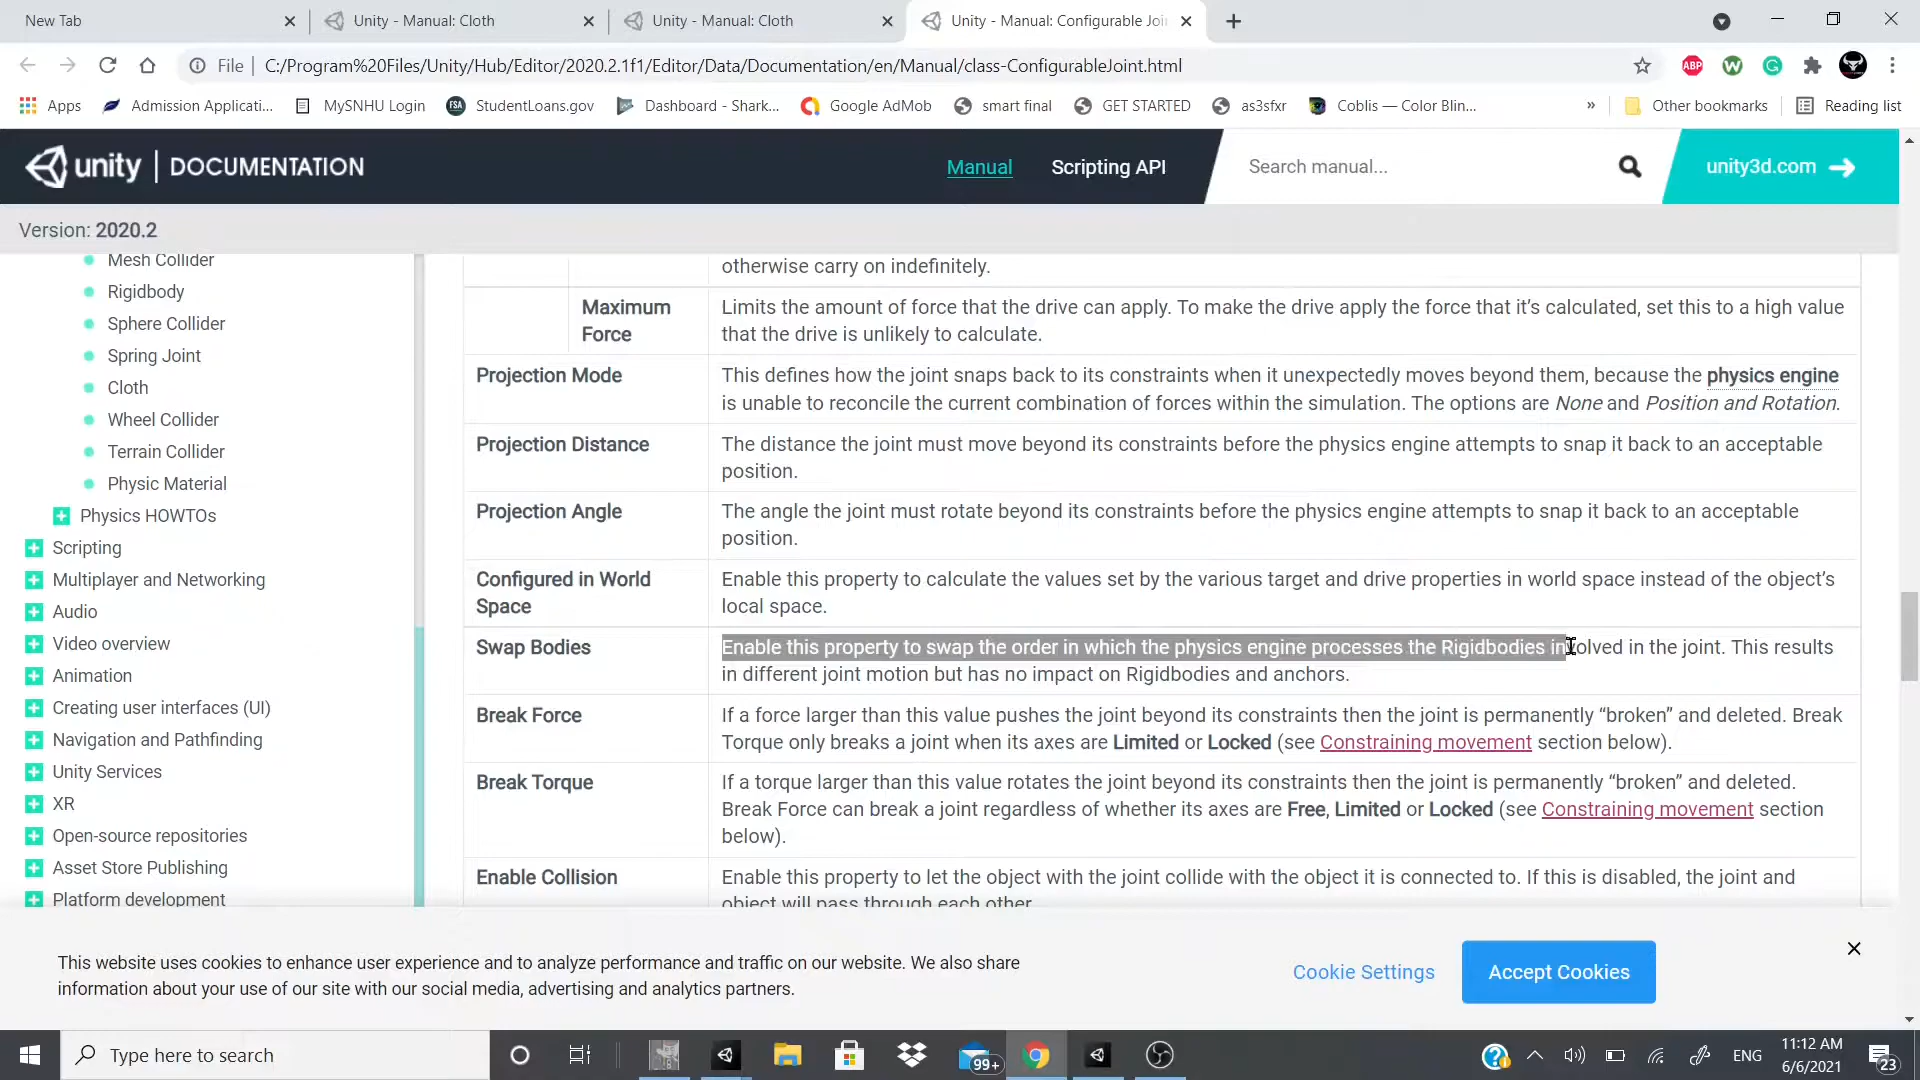 New Tab
Unity - Manual: Cloth
Unity - Manual: Cloth
Unity - Manual: Configurable Joi
File
C:/Program%20Files/Unity/Hub/Editor/2020.2.1f1/Editor/Data/Documentation/en/Manual/class-ConfigurableJoint.html
ABP
W
G
Apps
Admission Applicati...
MySNHU Login
FSA
StudentLoans.gov
Dashboard - Shark...
Google AdMob
smart final
GET STARTED
as3sfxr
Coblis — Color Blin...
»
Other bookmarks
Reading list
unity | DOCUMENTATION
Manual
Scripting API
Search manual...
unity3d.com
Version: 2020.2
Mesh Collider
Rigidbody
Sphere Collider
Spring Joint
Cloth
Wheel Collider
Terrain Collider
Physic Material
Physics HOWTOs
Scripting
Multiplayer and Networking
Audio
Video overview
Animation
Creating user interfaces (UI)
Navigation and Pathfinding
Unity Services
XR
Open-source repositories
Asset Store Publishing
Platform development
otherwise carry on indefinitely.
Maximum
Force
Limits the amount of force that the drive can apply. To make the drive apply the force that it’s calculated, set this to a high value
that the drive is unlikely to calculate.
Projection Mode
This defines how the joint snaps back to its constraints when it unexpectedly moves beyond them, because the physics engine
is unable to reconcile the current combination of forces within the simulation. The options are None and Position and Rotation.
Projection Distance
The distance the joint must move beyond its constraints before the physics engine attempts to snap it back to an acceptable
position.
Projection Angle
The angle the joint must rotate beyond its constraints before the physics engine attempts to snap it back to an acceptable
position.
Configured in World
Space
Enable this property to calculate the values set by the various target and drive properties in world space instead of the object’s
local space.
Swap Bodies
Enable this property to swap the order in which the physics engine processes the Rigidbodies involved in the joint. This results
in different joint motion but has no impact on Rigidbodies and anchors.
Break Force
If a force larger than this value pushes the joint beyond its constraints then the joint is permanently “broken” and deleted. Break
Torque only breaks a joint when its axes are Limited or Locked (see Constraining movement section below).
Break Torque
If a torque larger than this value rotates the joint beyond its constraints then the joint is permanently “broken” and deleted.
Break Force can break a joint regardless of whether its axes are Free, Limited or Locked (see Constraining movement section
below).
Enable Collision
Enable this property to let the object with the joint collide with the object it is connected to. If this is disabled, the joint and
object will pass through each other.
This website uses cookies to enhance user experience and to analyze performance and traffic on our website. We also share
information about your use of our site with our social media, advertising and analytics partners.
Cookie Settings
Accept Cookies
Type here to search
99+
ENG
11:12 AM
6/6/2021
23